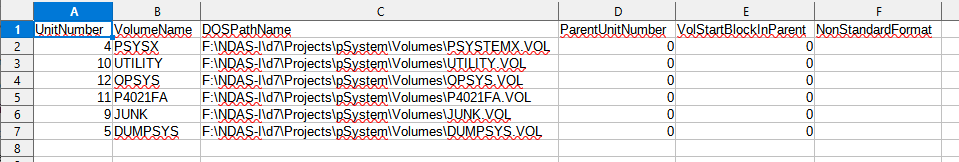 A B C D E F
1 UnitNumber VolumeName DOSPathName ParentUnitNumber VolStartBlockInParent NonStandardFormat
2 4 PSYSX F:\NDAS-I\d7\Projects\pSystem\Volumes\PSYSTEMX.VOL 0 0
3 10 UTILITY F:\NDAS-I\d7\Projects\pSystem\Volumes\UTILITY.VOL 0 0
4 12 QPSYS F:\NDAS-I\d7\Projects\pSystem\Volumes\QPSYS.VOL 0 0
5 11 P4021FA F:\NDAS-I\d7\Projects\pSystem\Volumes\P4021FA.VOL 0 0
6 9 JUNK F:\NDAS-I\d7\Projects\pSystem\Volumes\JUNK.VOL 0 0
7 5 DUMPSYS F:\NDAS-I\d7\Projects\pSystem\Volumes\DUMPSYS.VOL 0 0
8